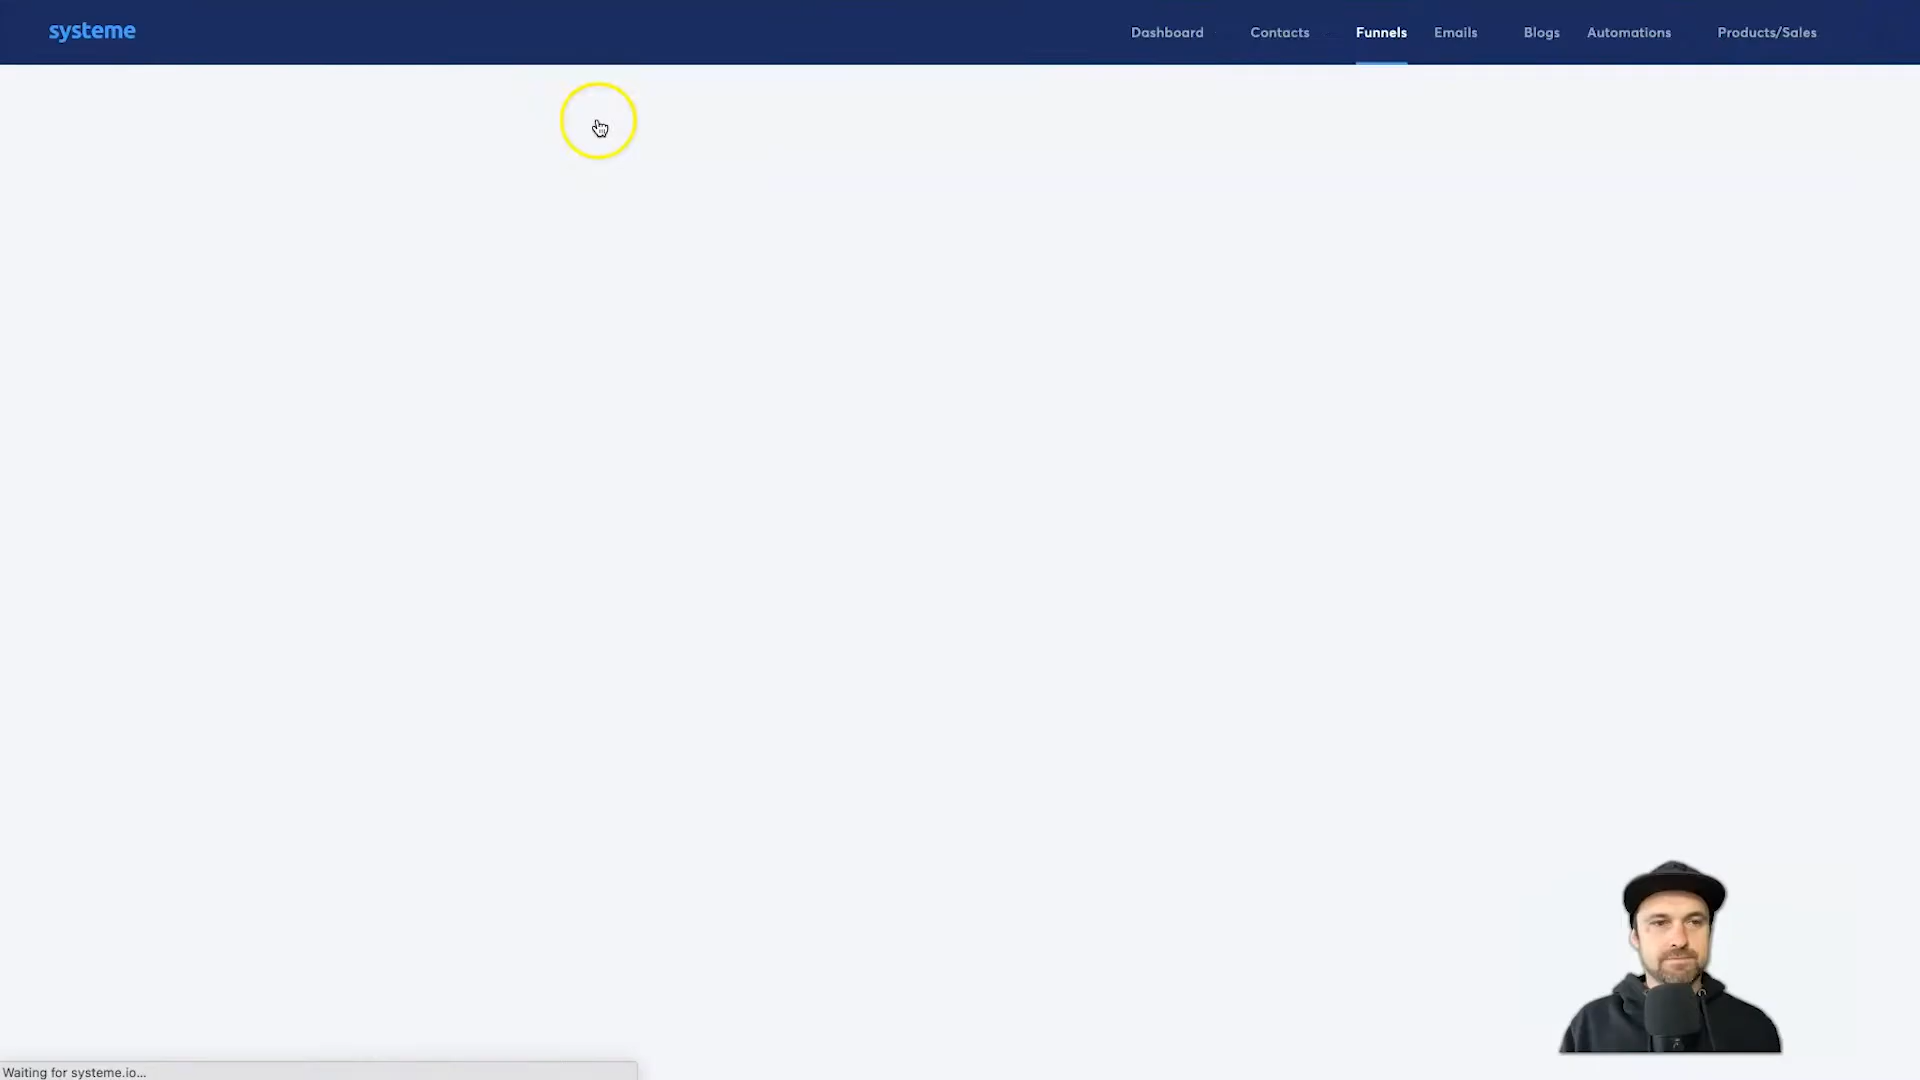 systeme
Dashboard Contacts Funnels Emails Blogs Automations Products/Sales
Waiting for systeme.io...